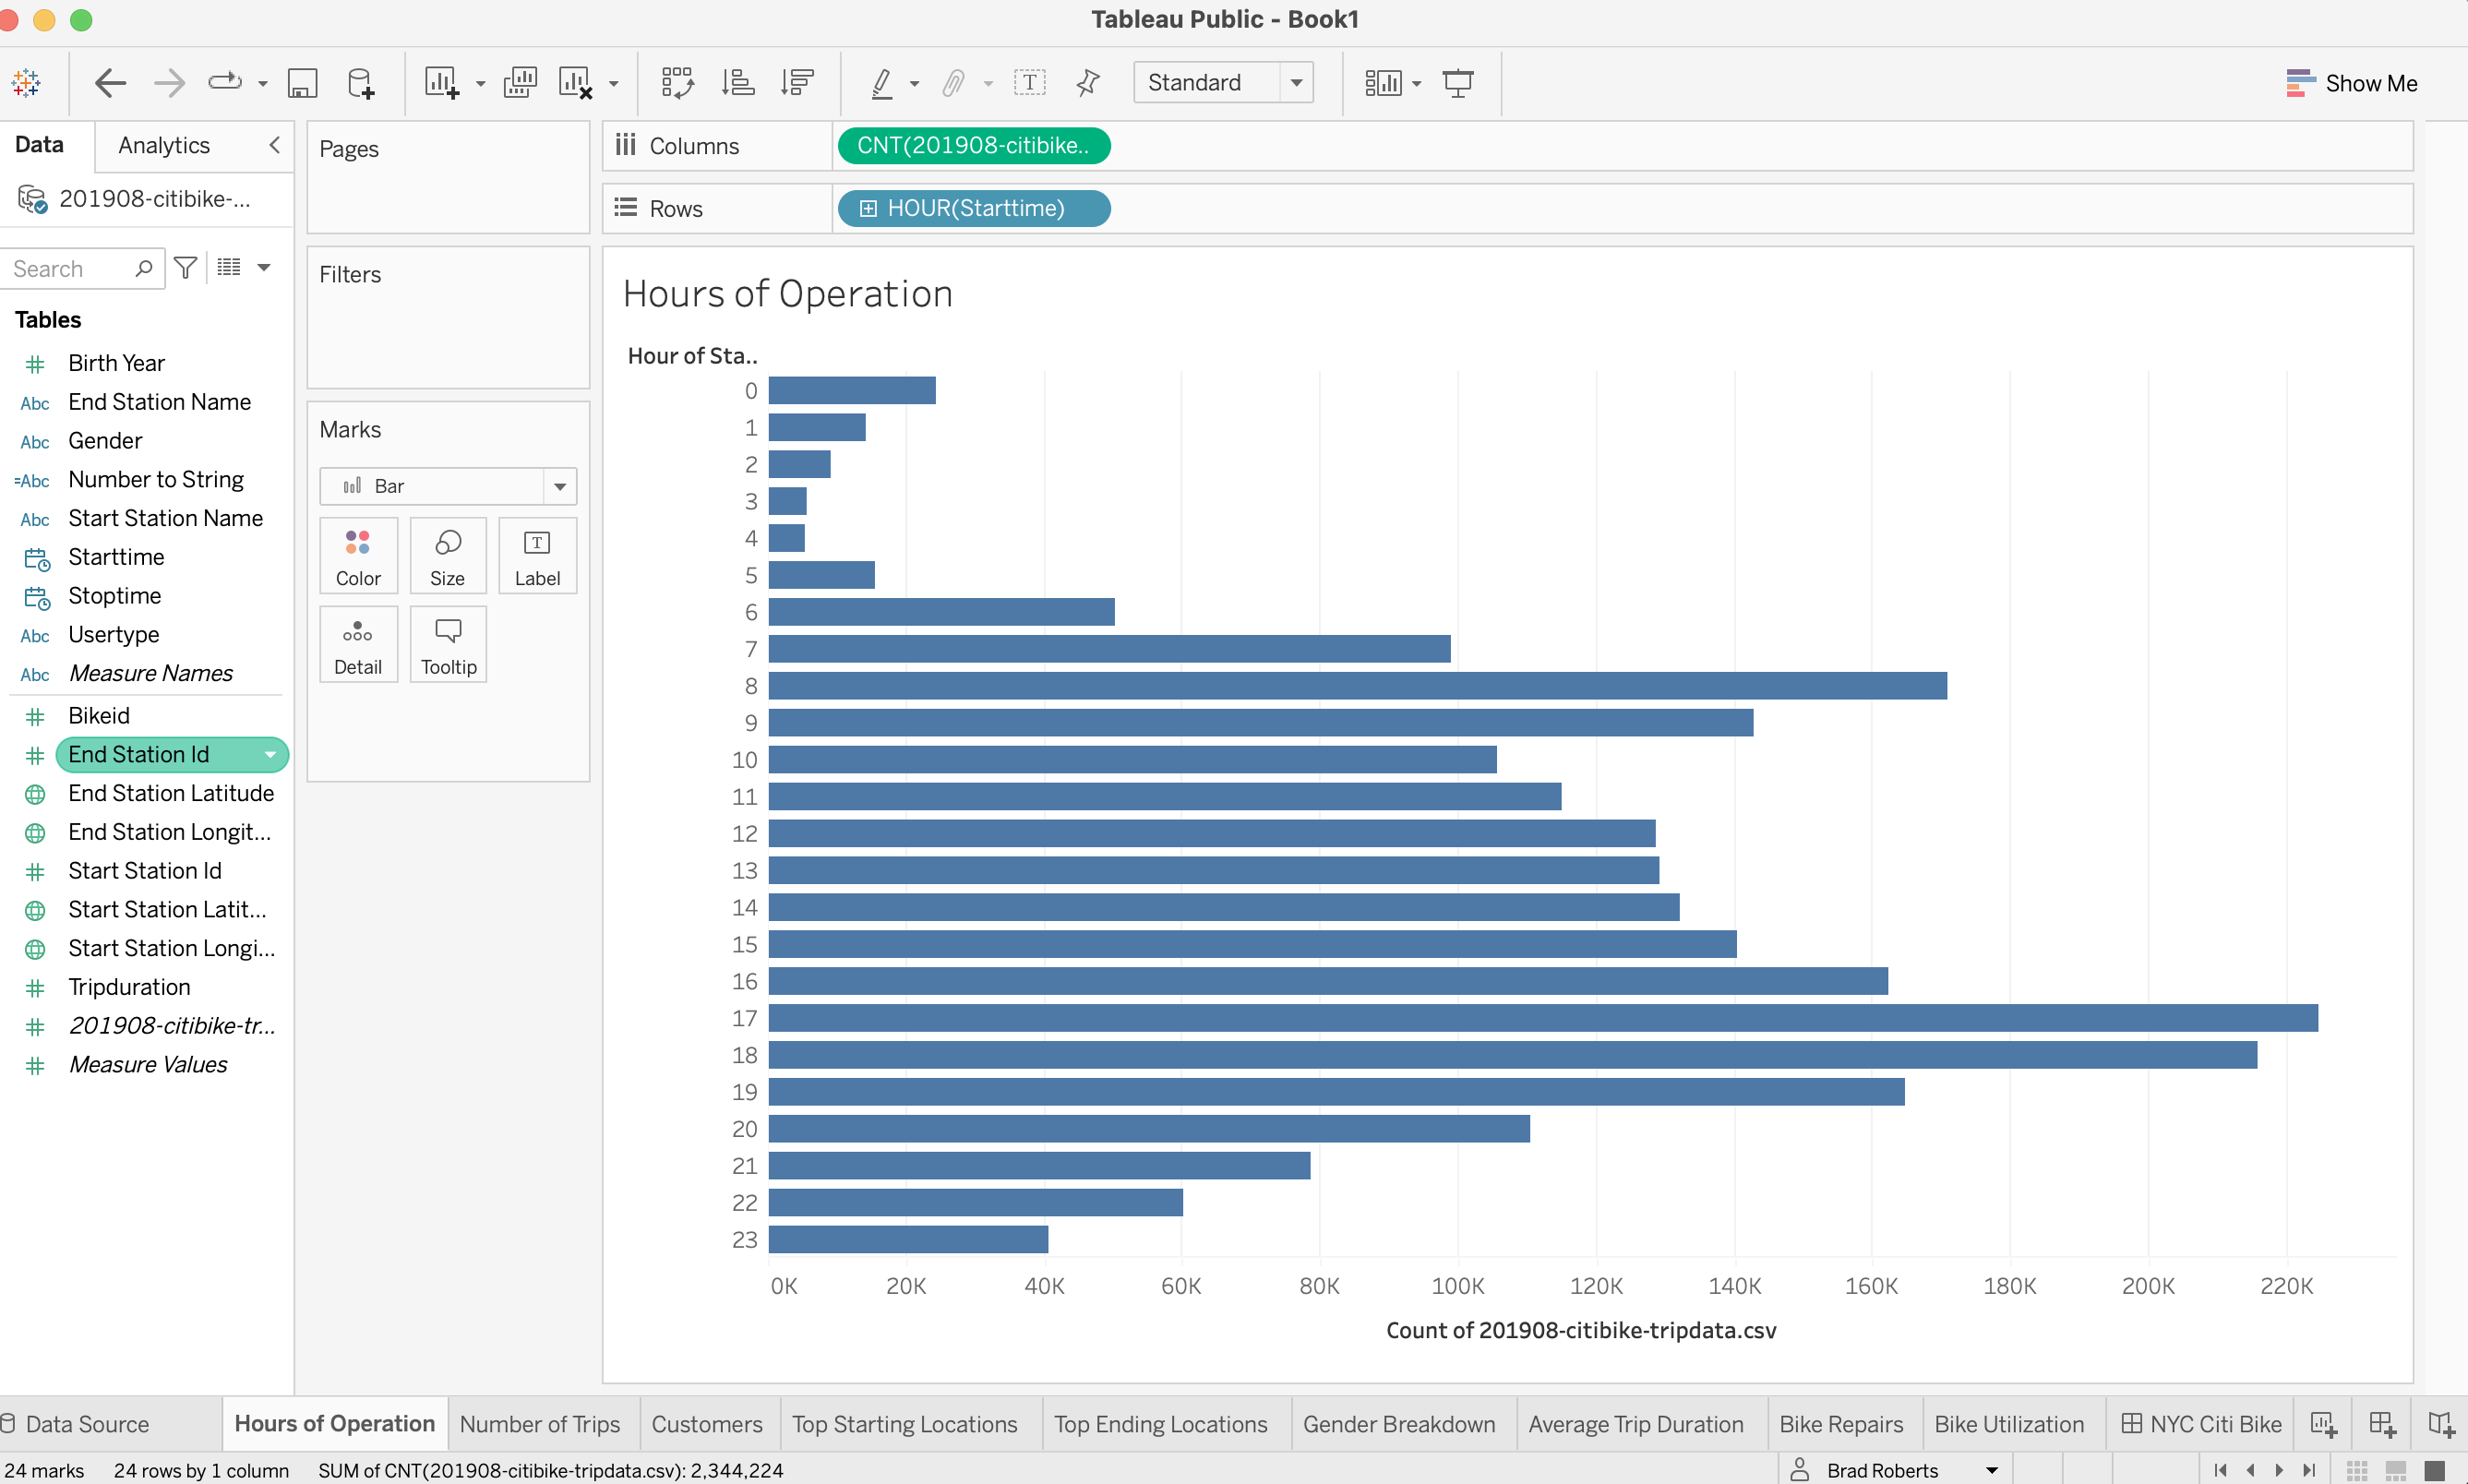 Tableau Public - Book1
Standard
Show Me
Data
Analytics
201908-citibike-...
Search
Tables
Birth Year
Abc End Station Name
Abc Gender
=Abc Number to String
Abc Start Station Name
Starttime
Stoptime
Abc Usertype
Abc Measure Names
Bikeid
End Station Id
End Station Latitude
End Station Longit...
Start Station Id
Start Station Latit...
Start Station Longi...
Tripduration
201908-citibike-tr...
Measure Values
Pages
Filters
Marks
Bar
Color
Size
T
Label
Detail
Tooltip
Columns
CNT(201908-citibike..
Rows
HOUR(Starttime)
Hours of Operation
Hour of Sta..
0
1
2
3
4
5
6
7
8
9
10
11
12
13
14
15
16
17
18
19
20
21
22
23
0K 20K 40K 60K 80K 100K 120K 140K 160K 180K 200K 220K
Count of 201908-citibike-tripdata.csv
Data Source
Hours of Operation
Number of Trips
Customers
Top Starting Locations
Top Ending Locations
Gender Breakdown
Average Trip Duration
Bike Repairs
Bike Utilization
NYC Citi Bike
24 marks
24 rows by 1 column
SUM of CNT(201908-citibike-tripdata.csv): 2,344,224
Brad Roberts